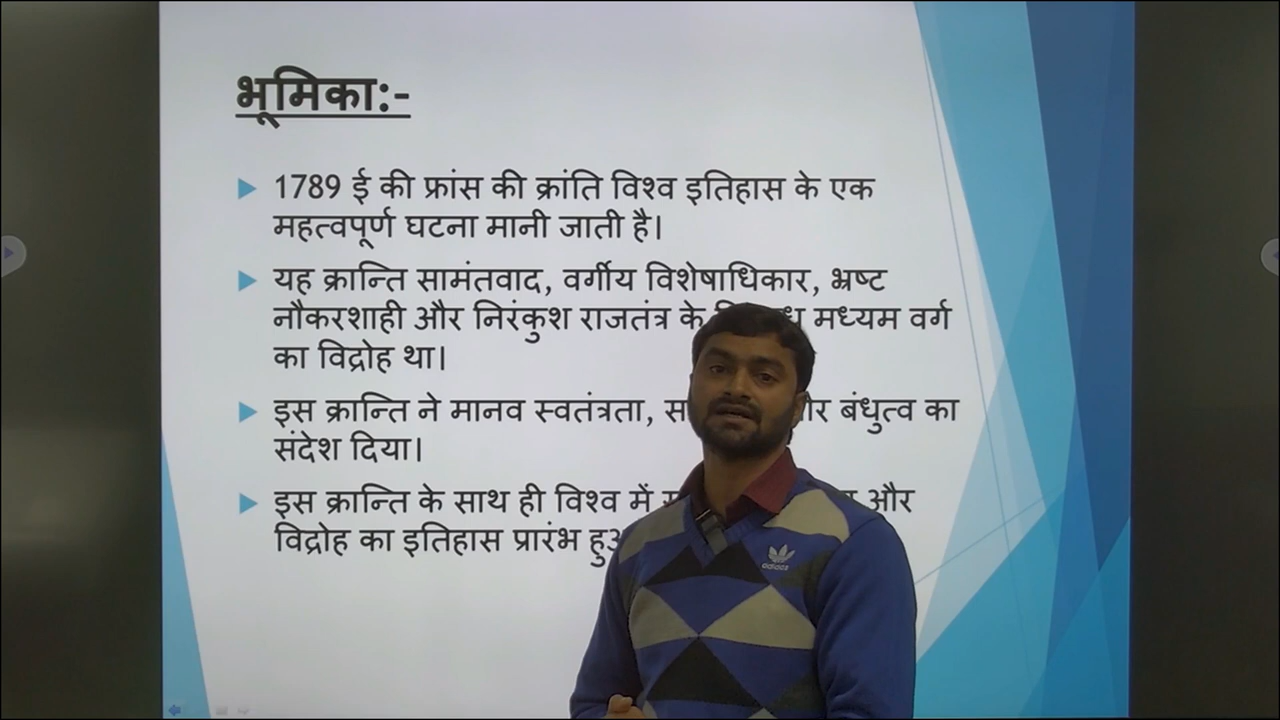 भूमिका:-
1789 ई की फ्रांस की क्रांति विश्व इतिहास के एक
महत्वपूर्ण घटना मानी जाती है।
यह क्रान्ति सामंतवाद, वर्गीय विशेषाधिकार, भ्रष्ट
नौकरशाही और निरंकुश राजतंत्र के मध्यम वर्ग
का विद्रोह था।
इस क्रान्ति ने मानव स्वतंत्रता, बंधुत्व का
संदेश दिया।
इस क्रान्ति के साथ ही विश्व में और
विद्रोह का इतिहास प्रारंभ
adidas